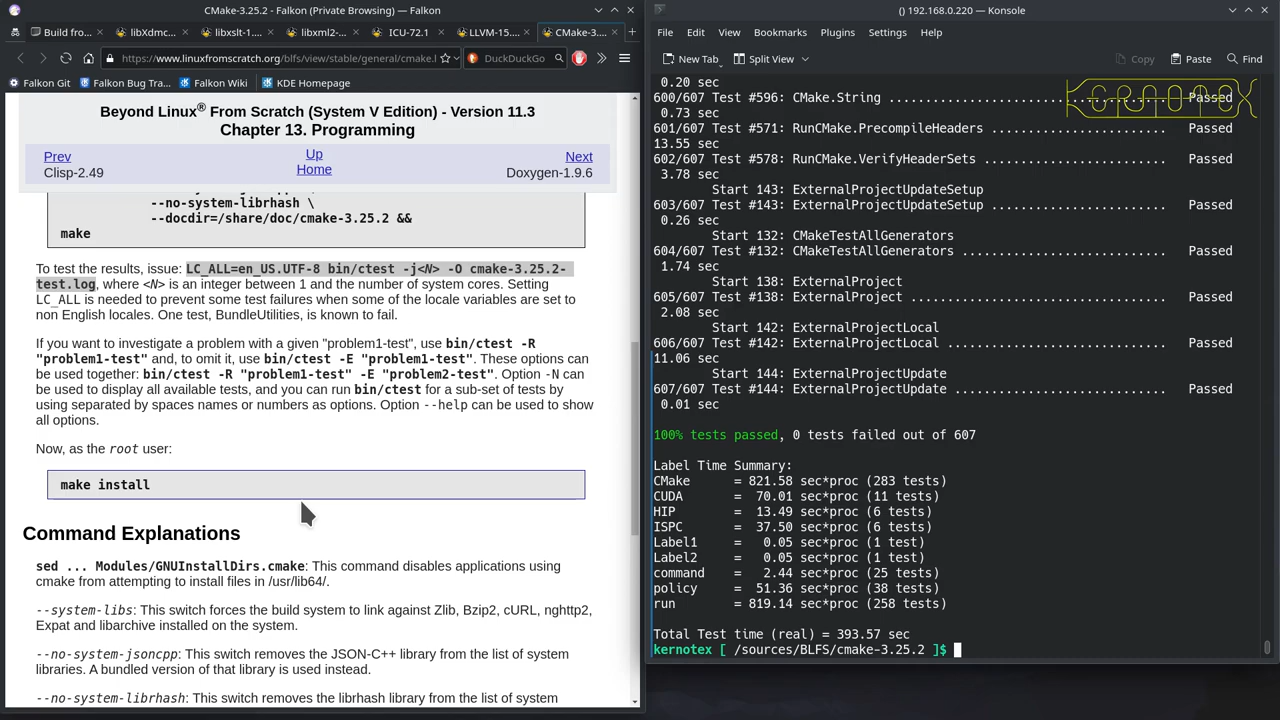 CMake-3.25.2 - Falkon (Private Browsing) — Falkon
Build fro...
libXdmc...
libxslt-1....
libxml2-...
ICU-72.1
LLVM-15....
CMake-3....
https://www.linuxfromscratch.org/blfs/view/stable/general/cmake.l
DuckDuckGo
Falkon Git
Falkon Bug Tra...
Falkon Wiki
KDE Homepage
Beyond Linux® From Scratch (System V Edition) - Version 11.3
Chapter 13. Programming
Prev
Up
Next
Clisp-2.49
Home
Doxygen-1.9.6
--no-system-librhash \
--docdir=/share/doc/cmake-3.25.2 &&
make
To test the results, issue: LC_ALL=en_US.UTF-8 bin/ctest -j<N> -O cmake-3.25.2-
test.log, where <N> is an integer between 1 and the number of system cores. Setting
LC_ALL is needed to prevent some test failures when some of the locale variables are set to
non English locales. One test, BundleUtilities, is known to fail.
If you want to investigate a problem with a given "problem1-test", use bin/ctest -R
"problem1-test" and, to omit it, use bin/ctest -E "problem1-test". These options can
be used together: bin/ctest -R "problem1-test" -E "problem2-test". Option -N can
be used to display all available tests, and you can run bin/ctest for a sub-set of tests by
using separated by spaces names or numbers as options. Option --help can be used to show
all options.
Now, as the root user:
make install
Command Explanations
sed ... Modules/GNUInstallDirs.cmake: This command disables applications using
cmake from attempting to install files in /usr/lib64/.
--system-libs: This switch forces the build system to link against Zlib, Bzip2, cURL, nghttp2,
Expat and libarchive installed on the system.
--no-system-jsoncpp: This switch removes the JSON-C++ library from the list of system
libraries. A bundled version of that library is used instead.
--no-system-librhash: This switch removes the librhash library from the list of system
() 192.168.0.220 — Konsole
File Edit View Bookmarks Plugins Settings Help
New Tab
Split View
Copy
Paste
Find
0.20 sec
600/607 Test #596: CMake.String ................................... Passed
0.73 sec
601/607 Test #571: RunCMake.PrecompileHeaders ....................... Passed
13.55 sec
602/607 Test #578: RunCMake.VerifyHeaderSets ........................ Passed
3.78 sec
Start 143: ExternalProjectUpdateSetup
603/607 Test #143: ExternalProjectUpdateSetup ....................... Passed
0.26 sec
Start 132: CMakeTestAllGenerators
604/607 Test #132: CMakeTestAllGenerators ........................... Passed
1.74 sec
Start 138: ExternalProject
605/607 Test #138: ExternalProject .................................. Passed
2.08 sec
Start 142: ExternalProjectLocal
606/607 Test #142: ExternalProjectLocal ............................. Passed
11.06 sec
Start 144: ExternalProjectUpdate
607/607 Test #144: ExternalProjectUpdate ............................ Passed
0.01 sec
100% tests passed, 0 tests failed out of 607
Label Time Summary:
CMake = 821.58 sec*proc (283 tests)
CUDA = 70.01 sec*proc (11 tests)
HIP = 13.49 sec*proc (6 tests)
ISPC = 37.50 sec*proc (6 tests)
Label1 = 0.05 sec*proc (1 test)
Label2 = 0.05 sec*proc (1 test)
command = 2.44 sec*proc (25 tests)
policy = 51.36 sec*proc (38 tests)
run = 819.14 sec*proc (258 tests)
Total Test time (real) = 393.57 sec
kernotex [ /sources/BLFS/cmake-3.25.2 ]$